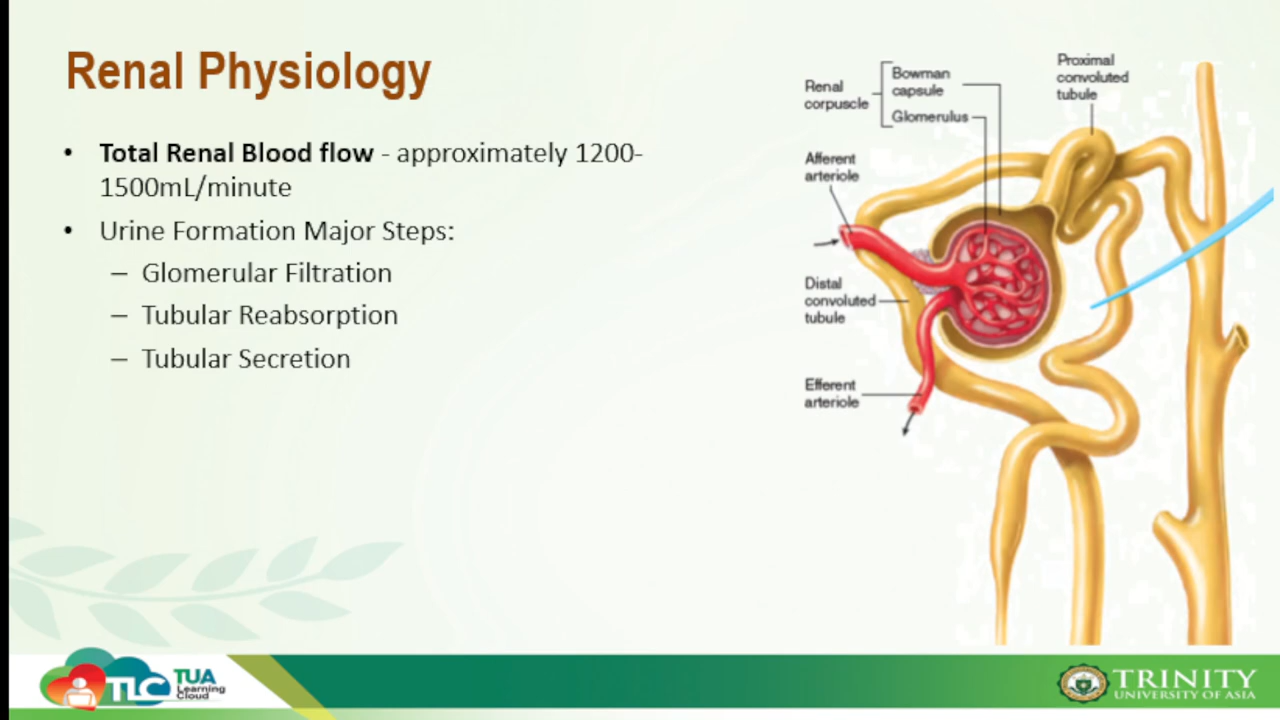 Renal Physiology
• Total Renal Blood flow - approximately 1200-
1500mL/minute
• Urine Formation Major Steps:
– Glomerular Filtration
– Tubular Reabsorption
– Tubular Secretion
Renal
corpuscle
Bowman
capsule
Glomerulus
Proximal
convoluted
tubule
Afferent
arteriole
Distal
convoluted
tubule
Efferent
arteriole
TLC
TUA
Learning
Cloud
TRINITY
UNIVERSITY OF ASIA